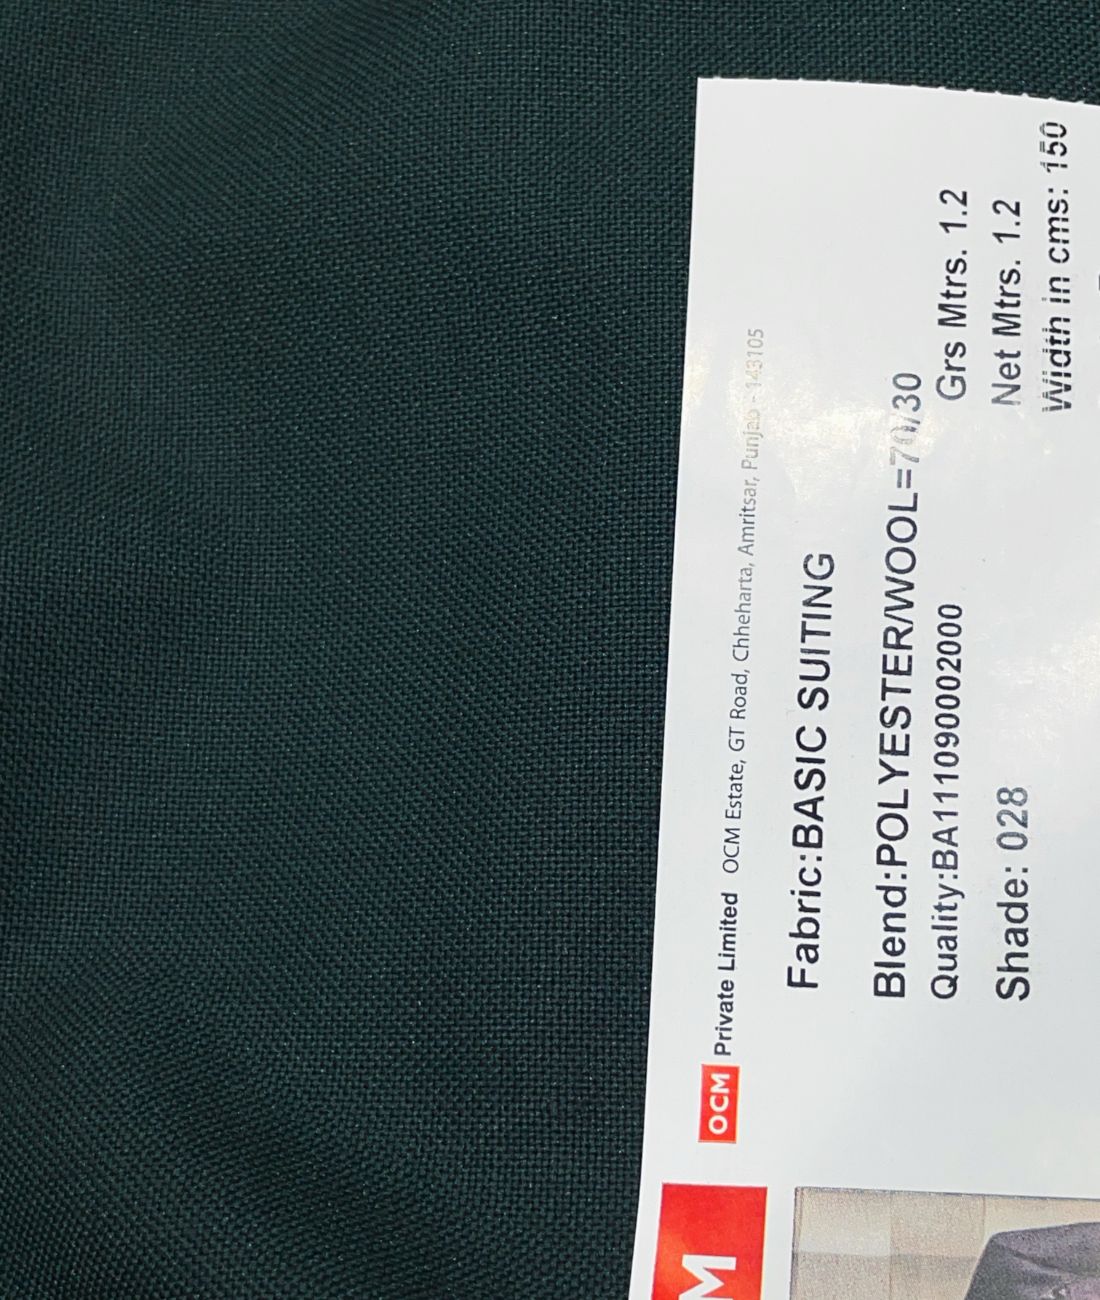 OCM Private Limited OCM Estate, GT Road, Chheharta, Amritsar, Punjab - 143105
Fabric:BASIC SUITING
Blend:POLYESTER/WOOL=70/30
Quality:BA111090002000 Grs Mtrs. 1.2
Shade: 028 Net Mtrs. 1.2
Width in cms: 150
M